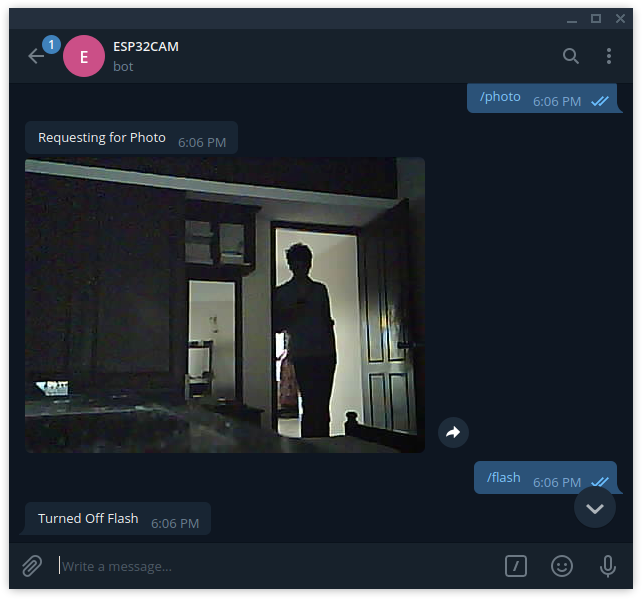 1
E
ESP32CAM
bot
/photo 6:06 PM
Requesting for Photo 6:06 PM
/flash 6:06 PM
Turned Off Flash 6:06 PM
Write a message...